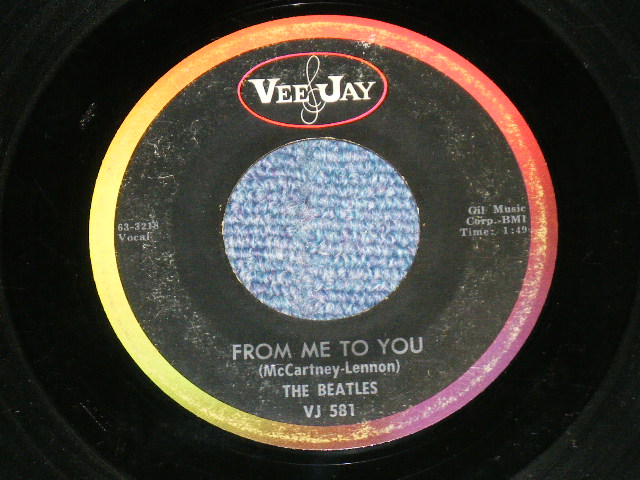 VEE JAY
63-3218
Vocal
Gil Music
Corp.-BMI
Time: 1:49
FROM ME TO YOU
(McCartney-Lennon)
THE BEATLES
VJ 581